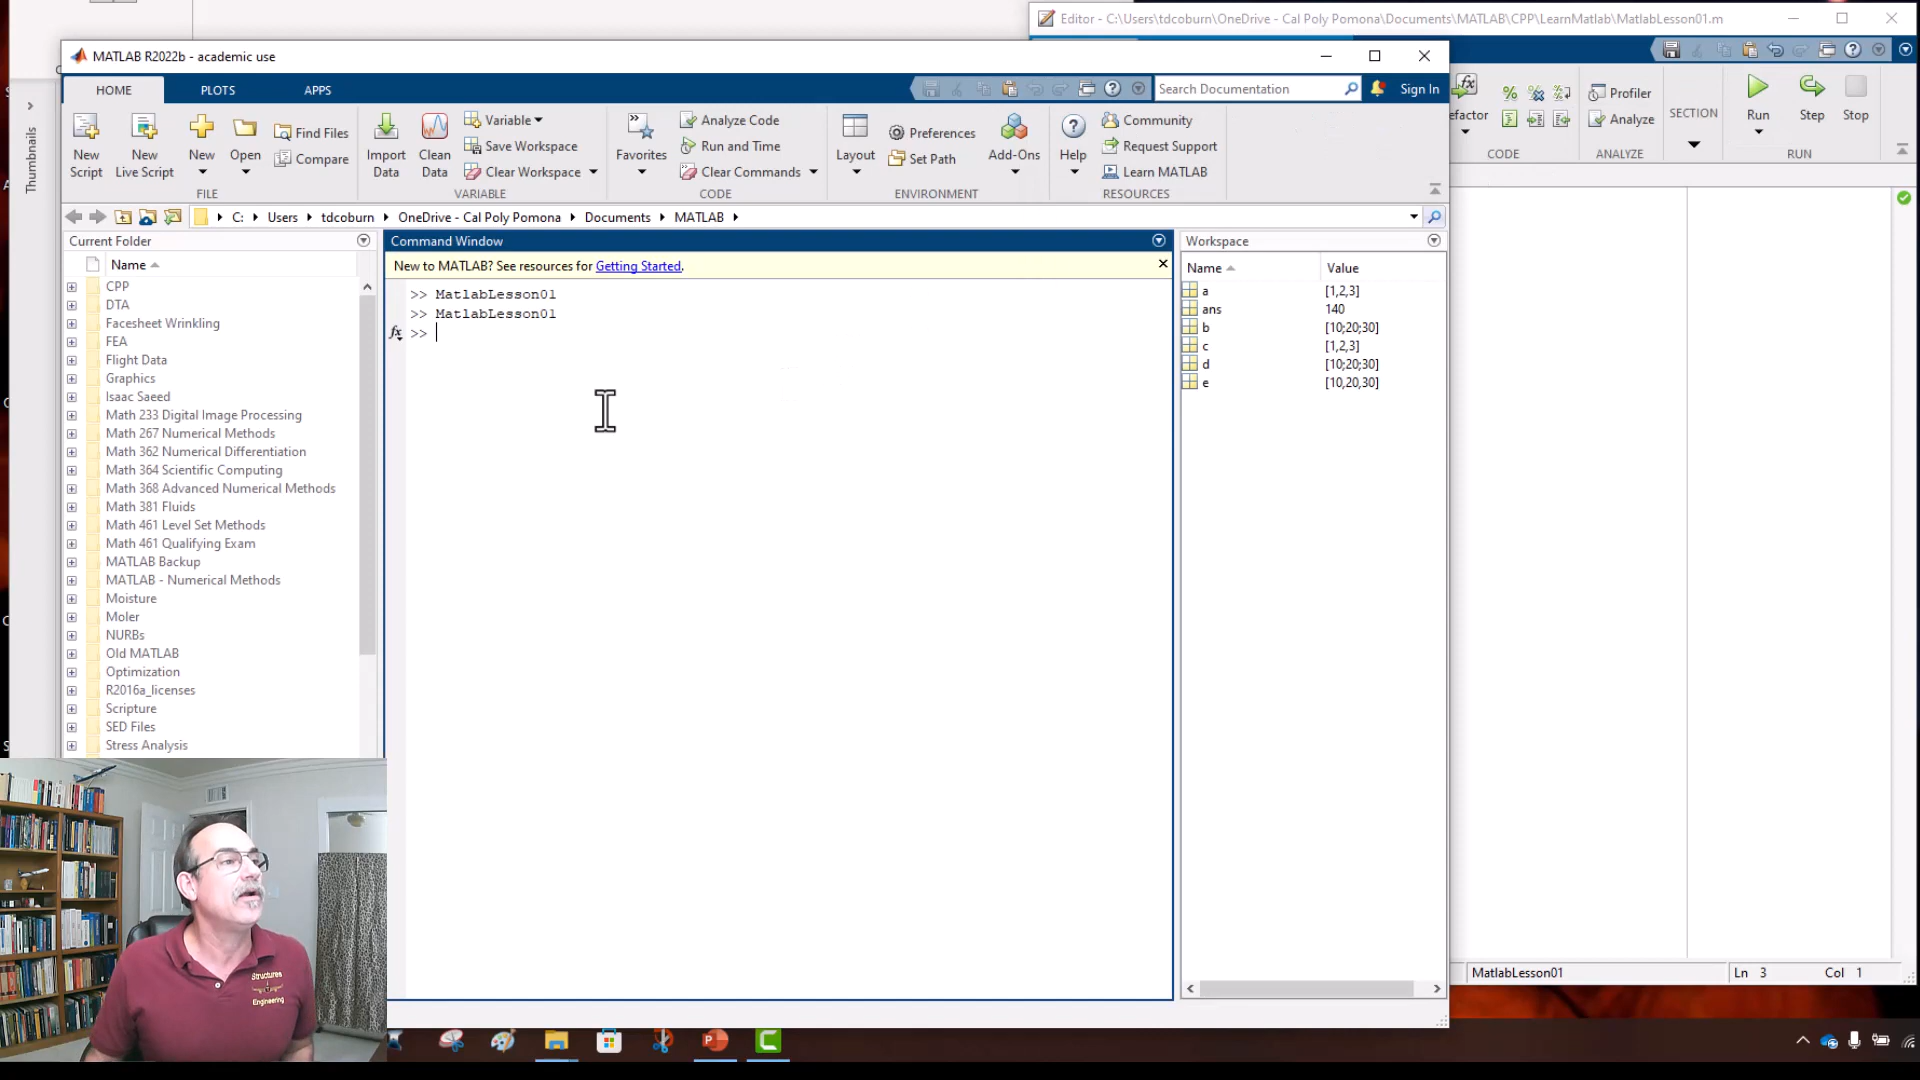 Editor - C:\Users\tdcoburn\OneDrive - Cal Poly Pomona\Documents\MATLAB\CPP\LearnMatlab\MatlabLesson01.m
MATLAB R2022b - academic use
HOME
PLOTS
APPS
Search Documentation
Sign In
New Script
New Live Script
New
Open
Find Files
Compare
FILE
Import Data
Clean Data
Variable
Save Workspace
Clear Workspace
VARIABLE
Favorites
Analyze Code
Run and Time
Clear Commands
CODE
Layout
Preferences
Set Path
Add-Ons
ENVIRONMENT
Help
Community
Request Support
Learn MATLAB
RESOURCES
efactor
CODE
Profiler
Analyze
ANALYZE
SECTION
Run
Step
Stop
RUN
Thumbnails
C:
Users
tdcoburn
OneDrive - Cal Poly Pomona
Documents
MATLAB
Current Folder
Name
CPP
DTA
Facesheet Wrinkling
FEA
Flight Data
Graphics
Isaac Saeed
Math 233 Digital Image Processing
Math 267 Numerical Methods
Math 362 Numerical Differentiation
Math 364 Scientific Computing
Math 368 Advanced Numerical Methods
Math 381 Fluids
Math 461 Level Set Methods
Math 461 Qualifying Exam
MATLAB Backup
MATLAB - Numerical Methods
Moisture
Moler
NURBs
Old MATLAB
Optimization
R2016a_licenses
Scripture
SED Files
Stress Analysis
Command Window
New to MATLAB? See resources for Getting Started.
>> MatlabLesson01
>> MatlabLesson01
fx >>
Workspace
Name Value
a [1,2,3]
ans 140
b [10;20;30]
c [1,2,3]
d [10;20;30]
e [10,20,30]
MatlabLesson01
Ln 3 Col 1
Structures
Engineering